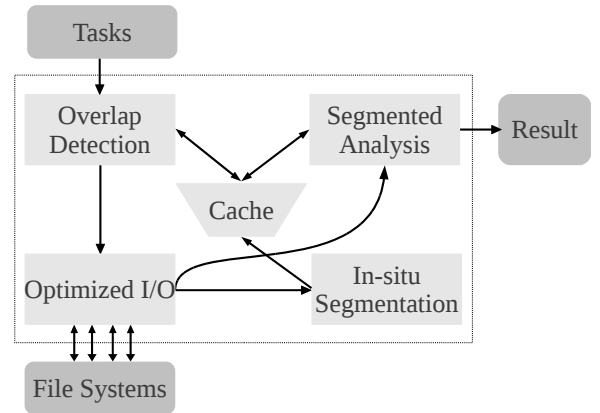 Tasks
Overlap
Detection
Segmented
Analysis
Result
Cache
Optimized I/O
In-situ
Segmentation
File Systems